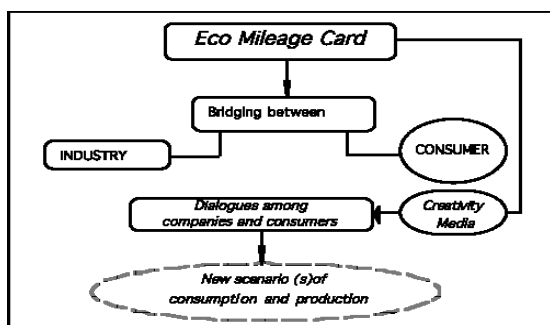 Eco Mileage Card
Bridging between
INDUSTRY
CONSUMER
Dialogues among
companies and consumers
Creativity
Media
New scenario (s)of
consumption and production